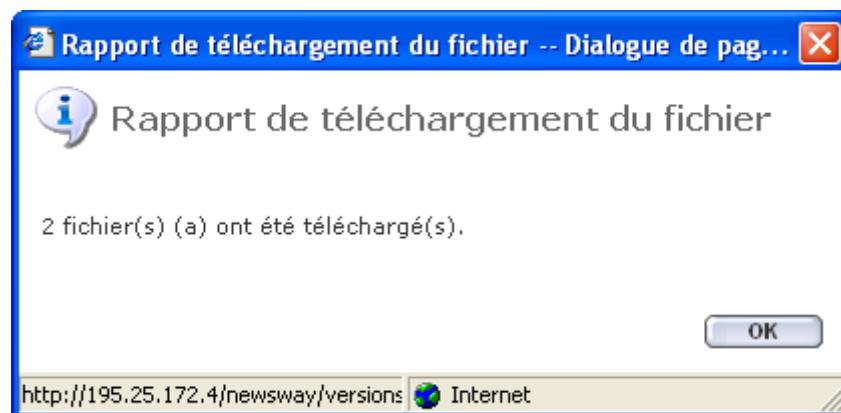 Rapport de téléchargement du fichier -- Dialogue de pag...
Rapport de téléchargement du fichier
2 fichier(s) (a) ont été téléchargé(s).
OK
http://195.25.172.4/newsway/versions Internet